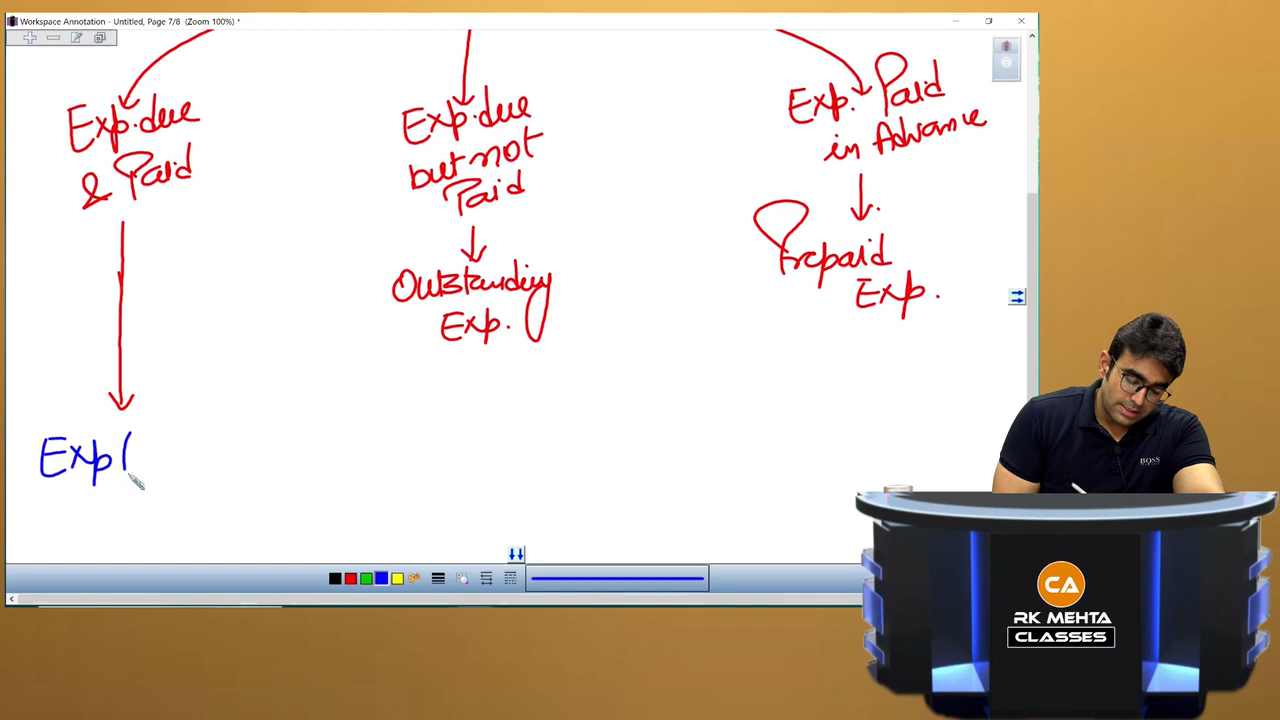 Workspace Annotation - Untitled, Page 7/8 (Zoom 100%) *
Exp. due
& Paid
Exp. due
but not
Paid
Outstanding
Exp.
Exp. Paid
in Advance
Prepaid
Exp.
Exp (
BOSS
CA
RK MEHTA
CLASSES